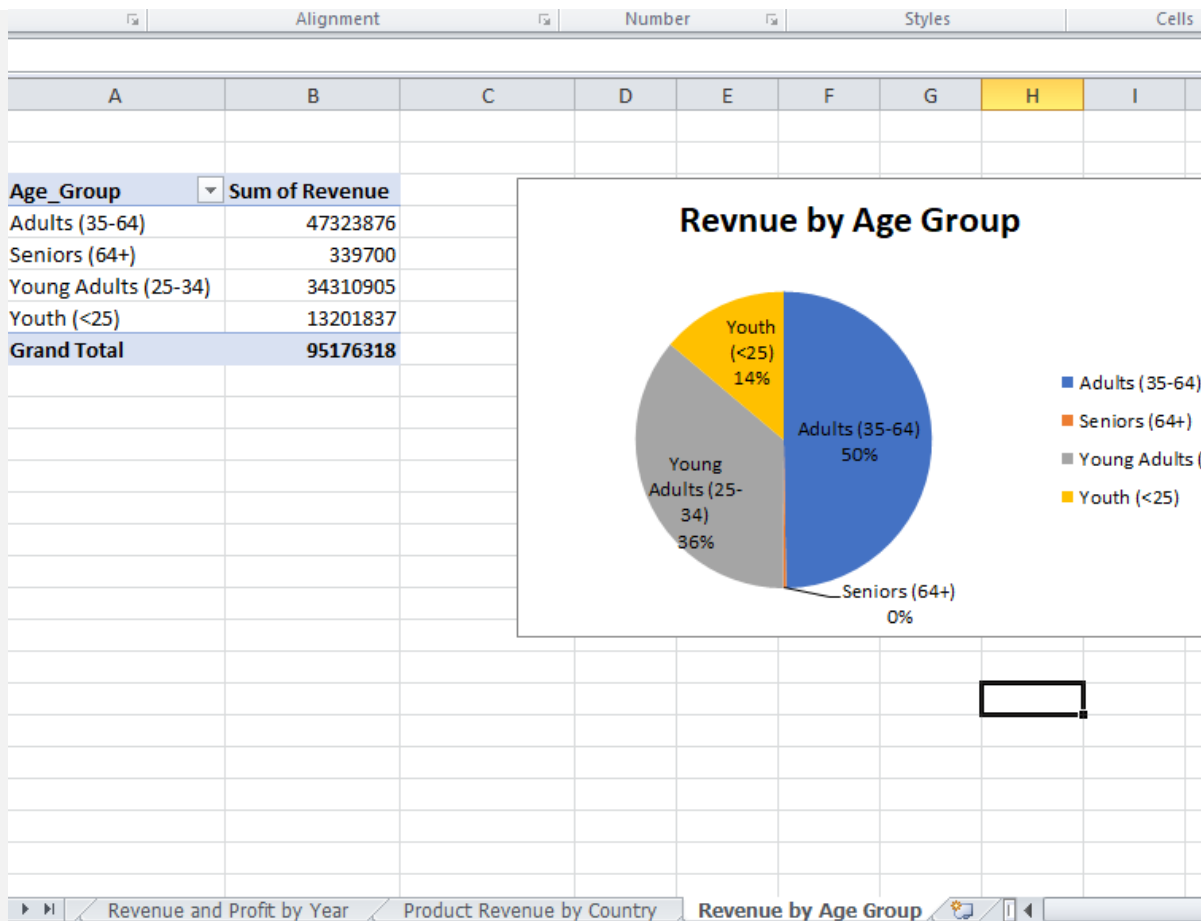 Alignment Number Styles Cells
A B C D E F G H I
Age_Group Sum of Revenue
Adults (35-64) 47323876
Seniors (64+) 339700
Young Adults (25-34) 34310905
Youth (<25) 13201837
Grand Total 95176318
Revnue by Age Group
Youth
(<25)
14%
Adults (35-64)
50%
Young
Adults (25-
34)
36%
Seniors (64+)
0%
Adults (35-64)
Seniors (64+)
Young Adults (
Youth (<25)
Revenue and Profit by Year Product Revenue by Country Revenue by Age Group